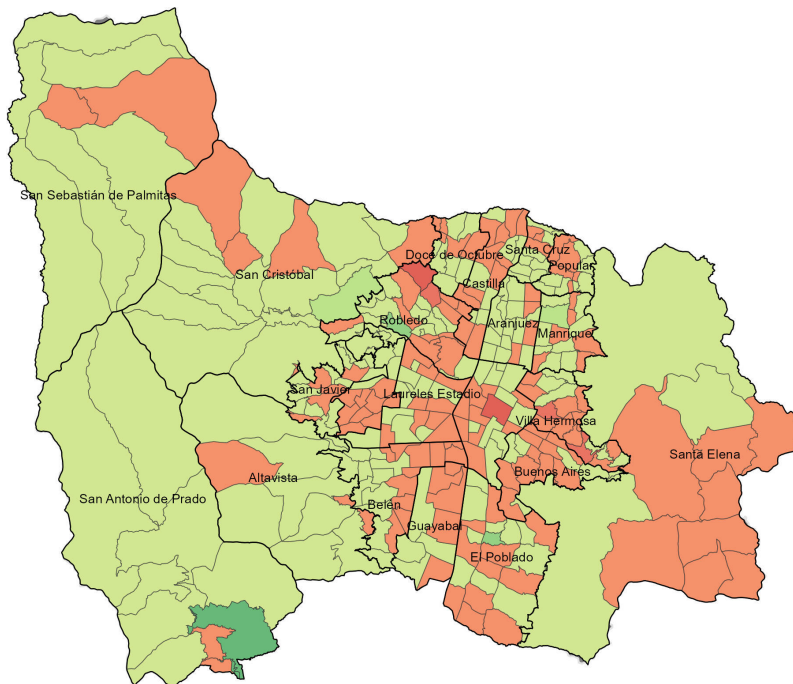 San Sebastián de Palmitas
Doce de Octubre
Santa Cruz
Popular
San Cristóbal
Castilla
Robledo
Aranjuez
Manrique
San Javier
Laureles Estadio
Villa Hermosa
Santa Elena
Buenos Aires
Altavista
San Antonio de Prado
Belén
Guayabal
El Poblado